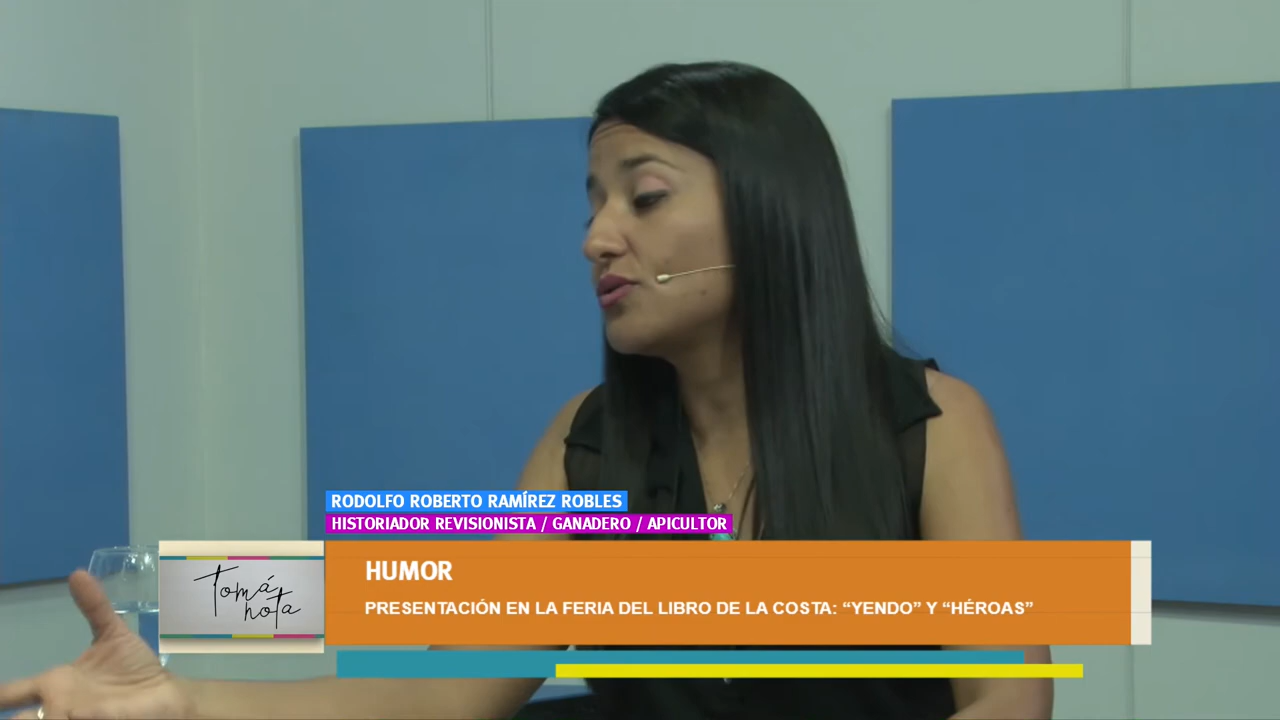 RODOLFO ROBERTO RAMÍREZ ROBLES
HISTORIADOR REVISIONISTA / GANADERO / APICULTOR
tomá
nota
HUMOR
PRESENTACIÓN EN LA FERIA DEL LIBRO DE LA COSTA: “YENDO” Y “HÉROAS”